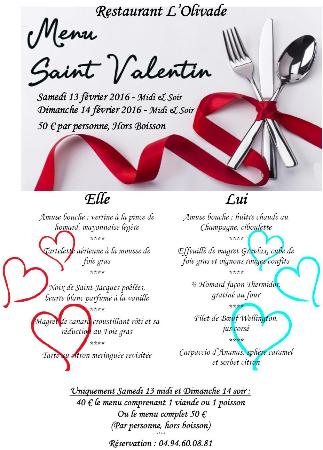 Restaurant L'Olivade
Menu
Saint Valentin
Samedi 13 février 2016 - Midi & Soir
Dimanche 14 février 2016 - Midi & Soir
50 € par personne, Hors Boisson
Elle
Amuse bouche : verrine à la pince de
homard, mayonnaise légère
****
Tartelette aérienne à la mousse de
foie gras
****
Noix de Saint Jacques poêlées,
beurre blanc parfumé à la vanille
****
Magret de canard croustillant rôti et sa
réduction au foie gras
****
Tarte au citron meringuée revisitée
Lui
Amuse bouche : huître chaude au
Champagne, ciboulette
****
Effeuillé de magret Gravlax, cube de
foie gras et oignons rouges confits
****
½ Homard façon Thermidor,
gratiné au four
****
Filet de Bœuf Wellington,
jus corsé
****
Carpaccio d'Ananas, sphère caramel
et sorbet citron
Uniquement Samedi 13 midi et Dimanche 14 soir :
40 € le menu comprenant 1 viande ou 1 poisson
Ou le menu complet 50 €
(Par personne, hors boisson)
****
Réservation : 04.94.60.08.81